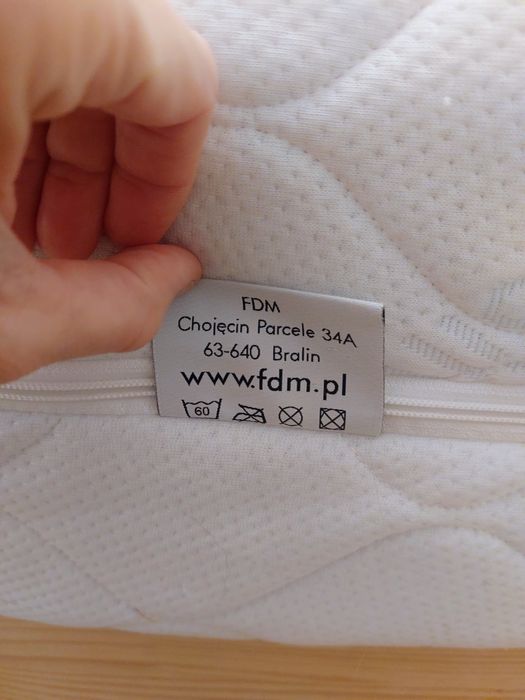 FDM
Chojęcin Parcele 34A
63-640 Bralin
www.fdm.pl
60